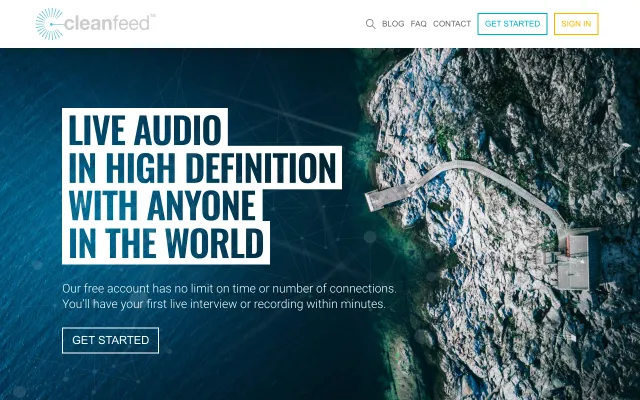 cleanfeed™
BLOG FAQ CONTACT GET STARTED SIGN IN
LIVE AUDIO
IN HIGH DEFINITION
WITH ANYONE
IN THE WORLD
Our free account has no limit on time or number of connections.
You'll have your first live interview or recording within minutes.
GET STARTED